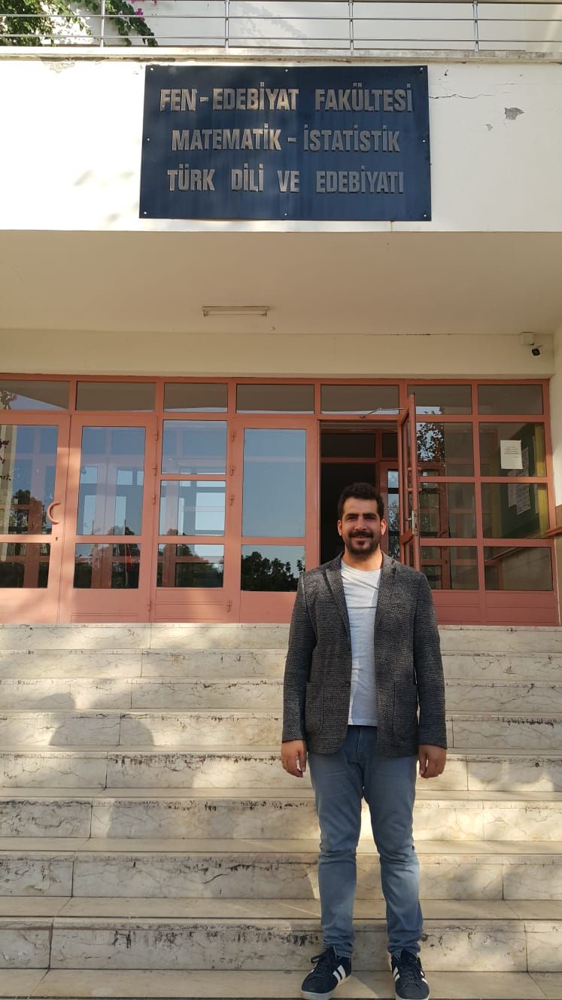 FEN - EDEBİYAT FAKÜLTESİ
MATEMATİK - İSTATİSTİK
TÜRK DİLİ VE EDEBİYATI